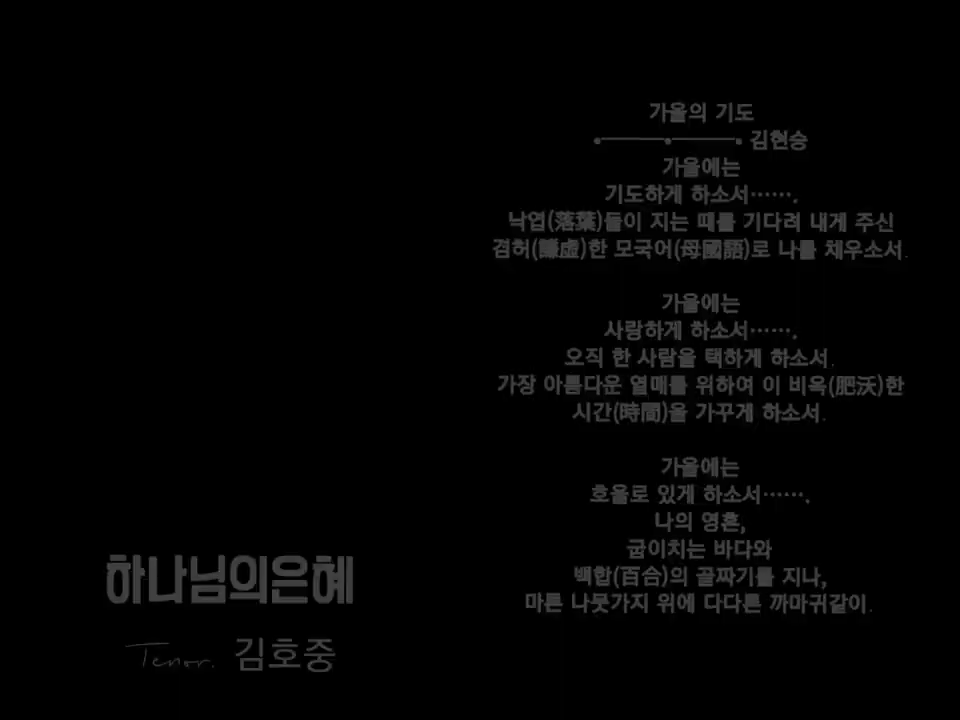 가을의 기도
김현승
가을에는
기도하게 하소서…….
낙엽(落葉)들이 지는 때를 기다려 내게 주신
겸허(謙虛)한 모국어(母國語)로 나를 채우소서.
가을에는
사랑하게 하소서…….
오직 한 사람을 택하게 하소서.
가장 아름다운 열매를 위하여 이 비옥(肥沃)한
시간(時間)을 가꾸게 하소서.
가을에는
호올로 있게 하소서…….
나의 영혼,
굽이치는 바다와
백합(百合)의 골짜기를 지나,
마른 나뭇가지 위에 다다른 까마귀같이.
하나님의은혜
Tenor. 김호중